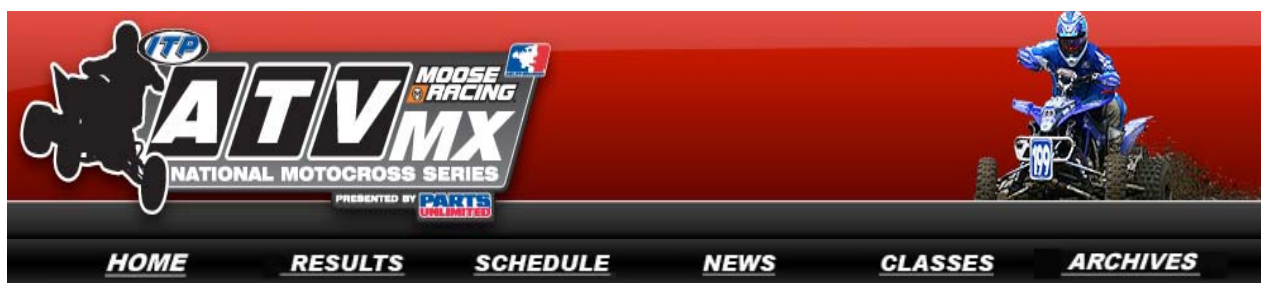 ITP
MOOSE
RACING
ATV
MX
NATIONAL MOTOCROSS SERIES
PRESENTED BY PARTS
UNLIMITED
199
HOME RESULTS SCHEDULE NEWS CLASSES ARCHIVES